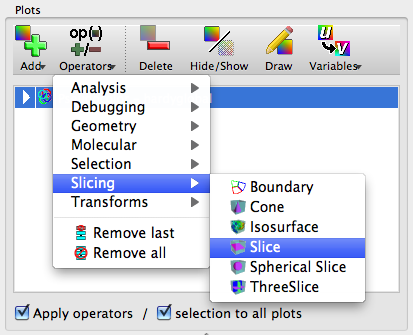 Plots
op()
+/-
u
v
Add Operators Delete Hide/Show Draw Variables
Analysis
Debugging
Geometry
Molecular
Selection
Slicing
Transforms
Remove last
Remove all
Boundary
Cone
Isosurface
Slice
Spherical Slice
ThreeSlice
Apply operators / selection to all plots